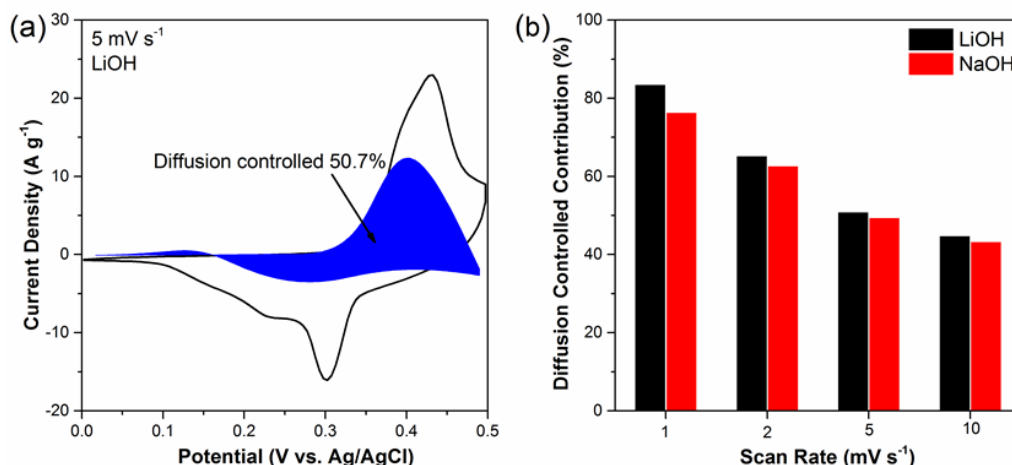 (a)
5 mV s⁻¹
LiOH
Diffusion controlled 50.7%
Current Density (A g⁻¹)
30
20
10
0
-10
-20
0.0 0.1 0.2 0.3 0.4 0.5
Potential (V vs. Ag/AgCl)
(b)
LiOH
NaOH
Diffusion Controlled Contribution (%)
100
80
60
40
20
0
1 2 5 10
Scan Rate (mV s⁻¹)